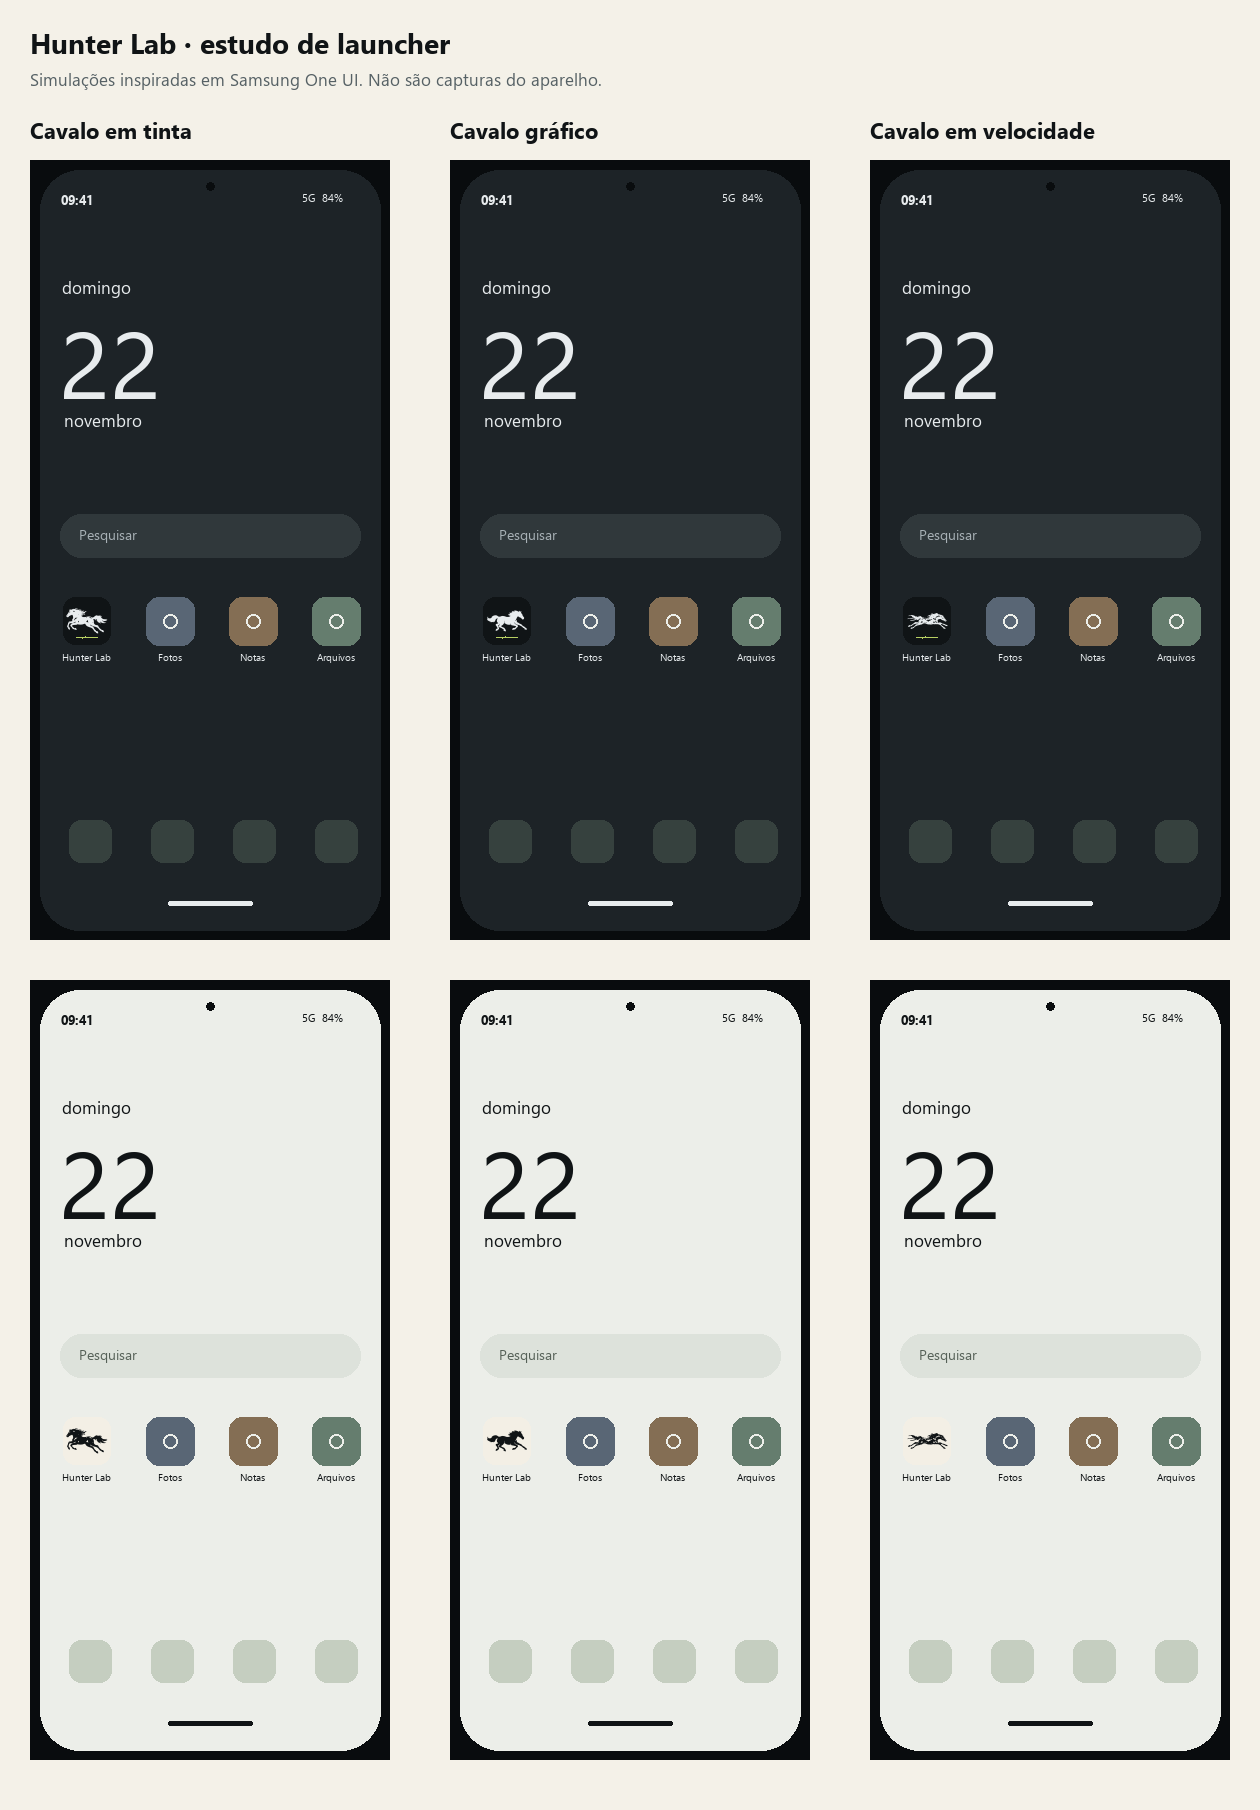 Hunter Lab · estudo de launcher
Simulações inspiradas em Samsung One UI. Não são capturas do aparelho.
Cavalo em tinta
09:41 5G 84%
domingo
22
novembro
Pesquisar
Hunter Lab Fotos Notas Arquivos
Cavalo gráfico
09:41 5G 84%
domingo
22
novembro
Pesquisar
Hunter Lab Fotos Notas Arquivos
Cavalo em velocidade
09:41 5G 84%
domingo
22
novembro
Pesquisar
Hunter Lab Fotos Notas Arquivos
09:41 5G 84%
domingo
22
novembro
Pesquisar
Hunter Lab Fotos Notas Arquivos
09:41 5G 84%
domingo
22
novembro
Pesquisar
Hunter Lab Fotos Notas Arquivos
09:41 5G 84%
domingo
22
novembro
Pesquisar
Hunter Lab Fotos Notas Arquivos